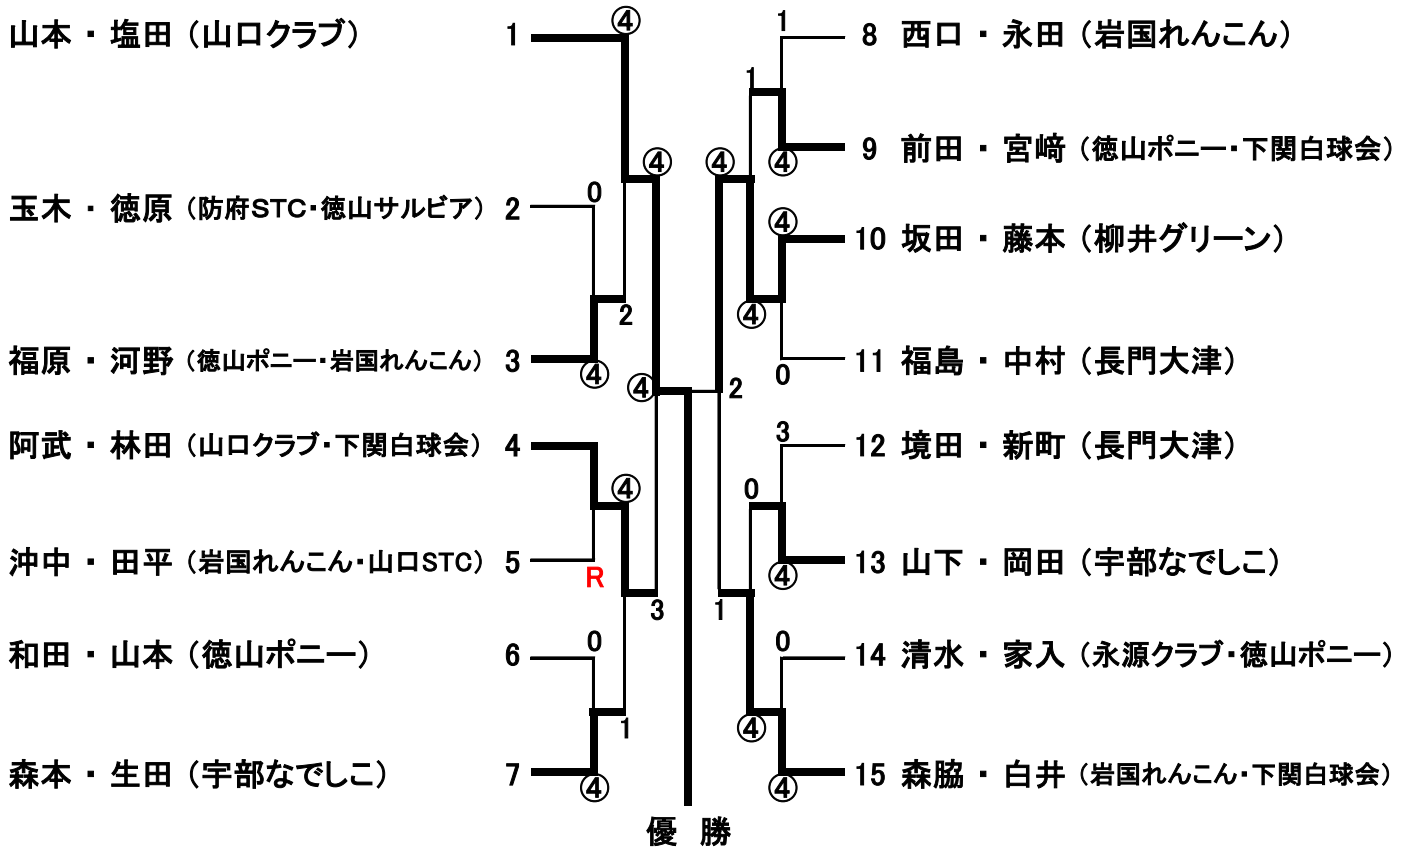 山本 ・ 塩田 （山口クラブ） 1
④
1
8 西口 ・ 永田 （岩国れんこん）
1
④
④
④
9 前田 ・ 宮﨑 （徳山ポニー・下関白球会）
玉木 ・ 徳原 （防府STC・徳山サルビア） 2
0
④
10 坂田 ・ 藤本 （柳井グリーン）
2
④
福原 ・ 河野 （徳山ポニー・岩国れんこん） 3
④
④
2
0
11 福島 ・ 中村 （長門大津）
阿武 ・ 林田 （山口クラブ・下関白球会） 4
3
12 境田 ・ 新町 （長門大津）
④
0
沖中 ・ 田平 （岩国れんこん・山口STC） 5
R
④
13 山下 ・ 岡田 （宇部なでしこ）
3
1
和田 ・ 山本 （徳山ポニー） 6
0
0
14 清水 ・ 家入 （永源クラブ・徳山ポニー）
1
④
森本 ・ 生田 （宇部なでしこ） 7
④
④
15 森脇 ・ 白井 （岩国れんこん・下関白球会）
優 勝